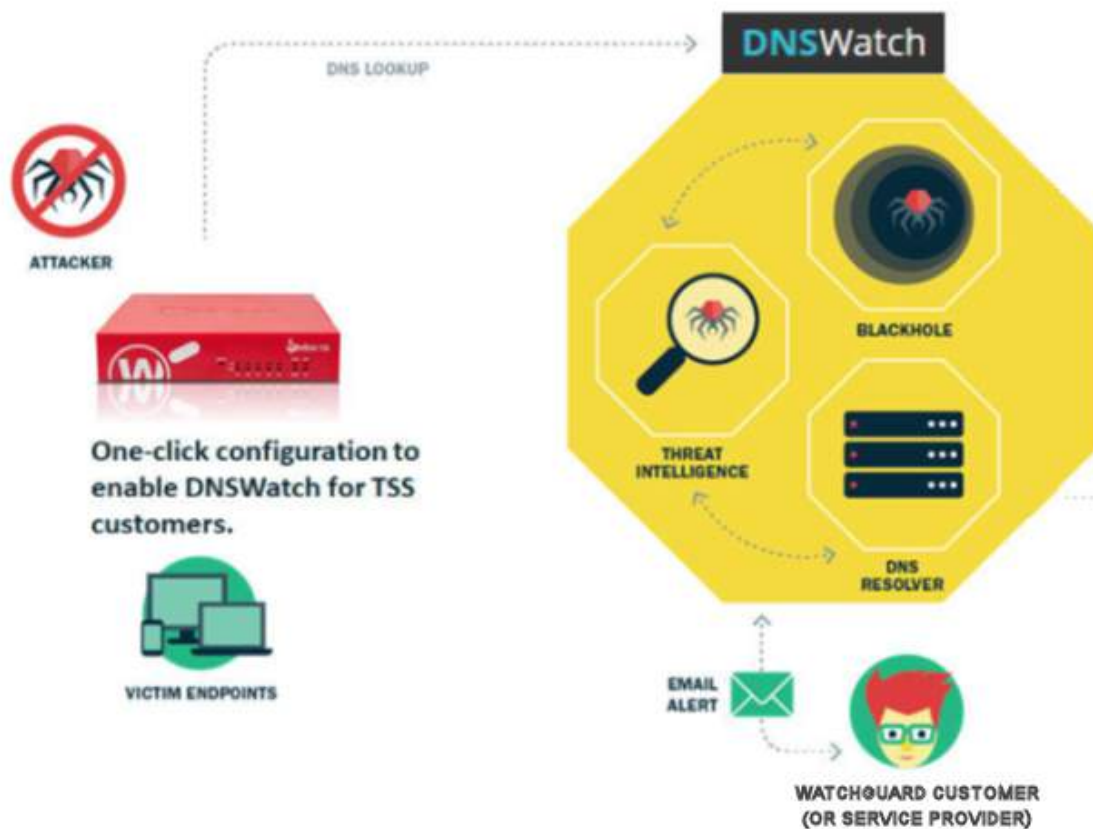 DNSWatch
DNS LOOKUP
ATTACKER
BLACKHOLE
W
One-click configuration to
enable DNSWatch for TSS
customers.
THREAT
INTELLIGENCE
DNS
RESOLVER
VICTIM ENDPOINTS
EMAIL
ALERT
WATCHGUARD CUSTOMER
(OR SERVICE PROVIDER)